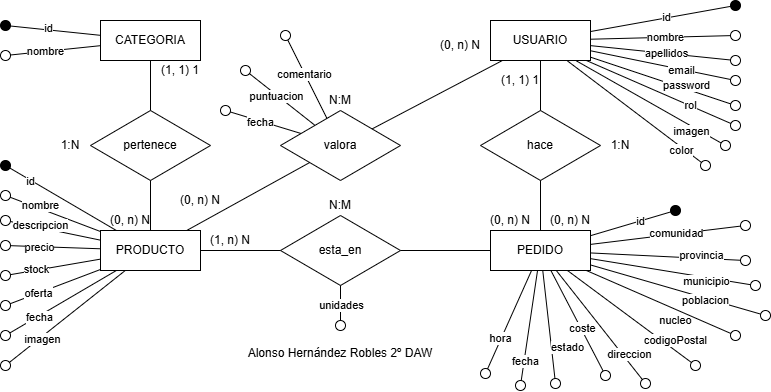 id
nombre
CATEGORIA
(1, 1) 1
1:N
pertenece
(0, n) N
comentario
puntuacion
fecha
N:M
valora
(0, n) N
(0, n) N
USUARIO
id
nombre
apellidos
email
password
rol
imagen
color
(1, 1) 1
hace
1:N
(0, n) N
(0, n) N
id
nombre
descripcion
precio
stock
oferta
fecha
imagen
PRODUCTO
(1, n) N
N:M
esta_en
unidades
PEDIDO
id
comunidad
provincia
municipio
poblacion
nucleo
codigoPostal
direccion
coste
estado
fecha
hora
Alonso Hernández Robles 2º DAW